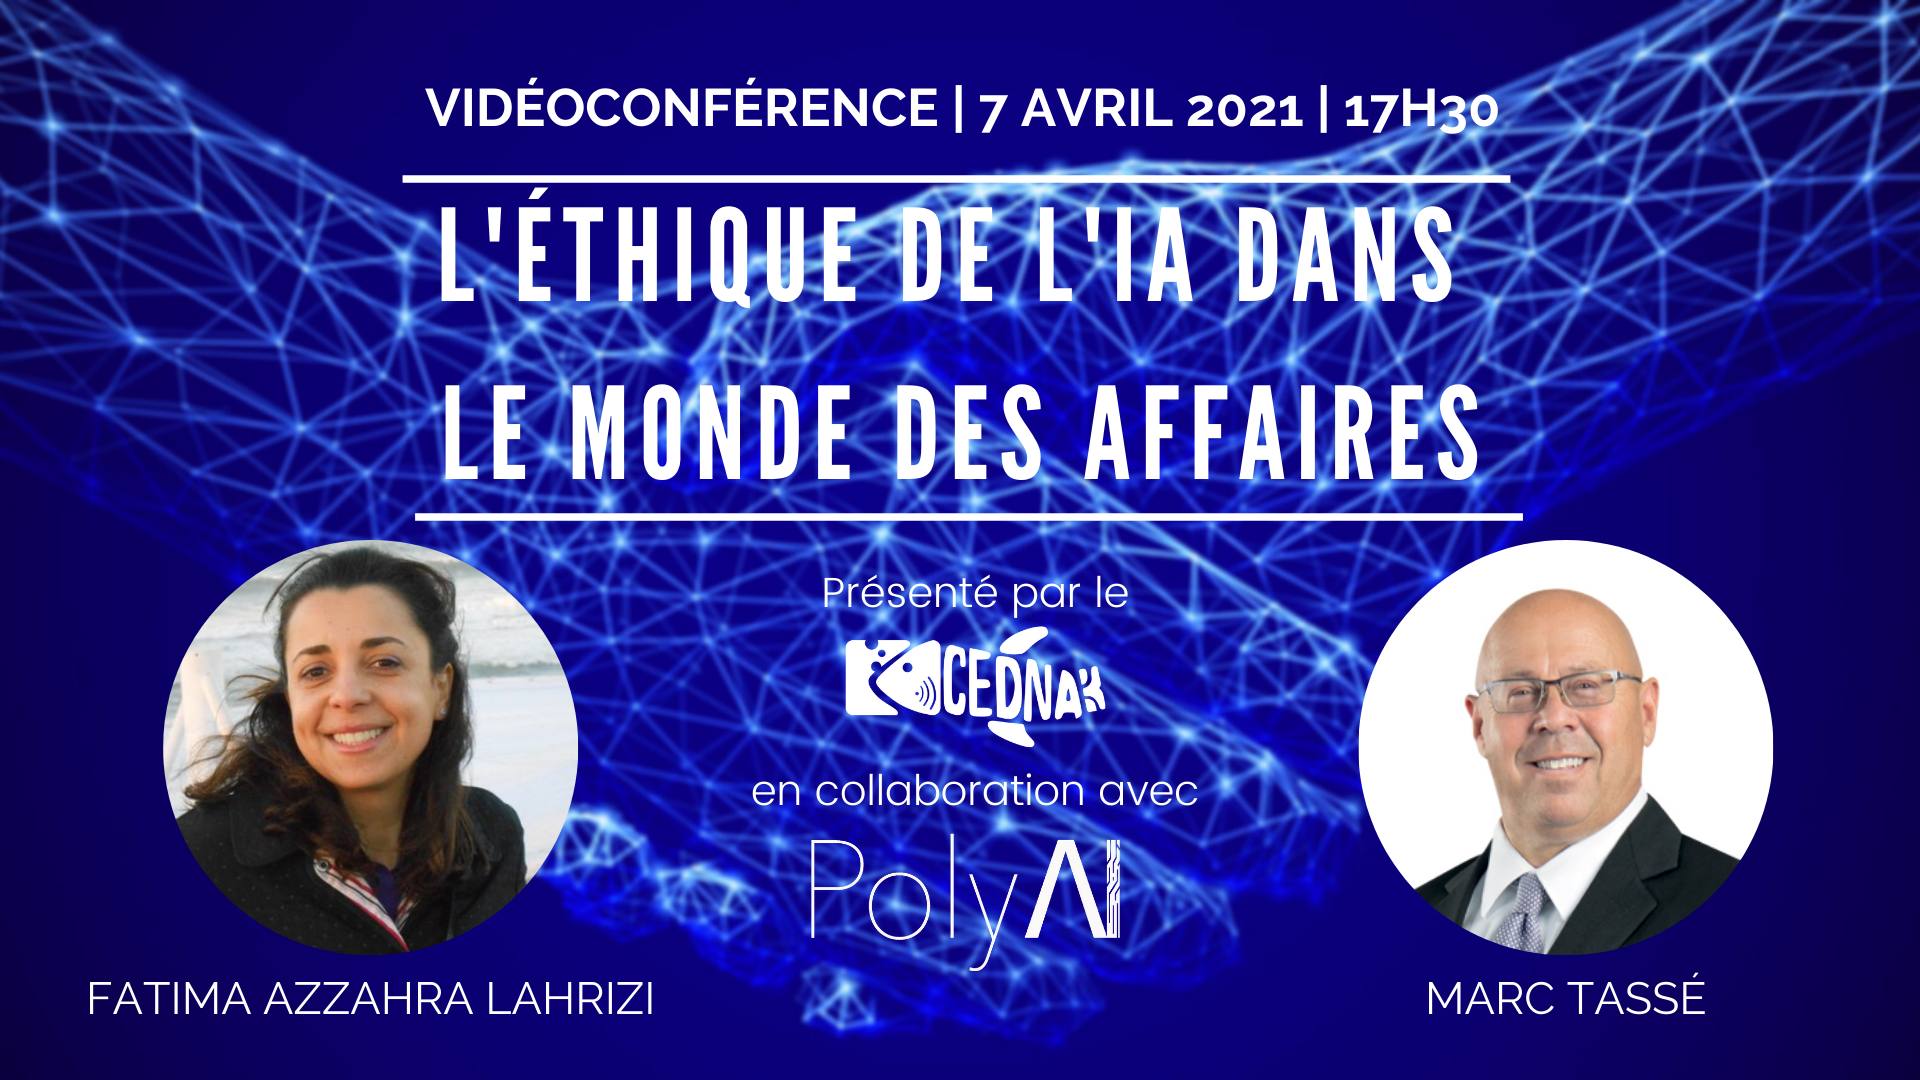 VIDÉOCONFÉRENCE | 7 AVRIL 2021 | 17H30
L'ÉTHIQUE DE L'IA DANS
LE MONDE DES AFFAIRES
Présenté par le
CEDNA
en collaboration avec
PolyAI
FATIMA AZZAHRA LAHRIZI
MARC TASSÉ